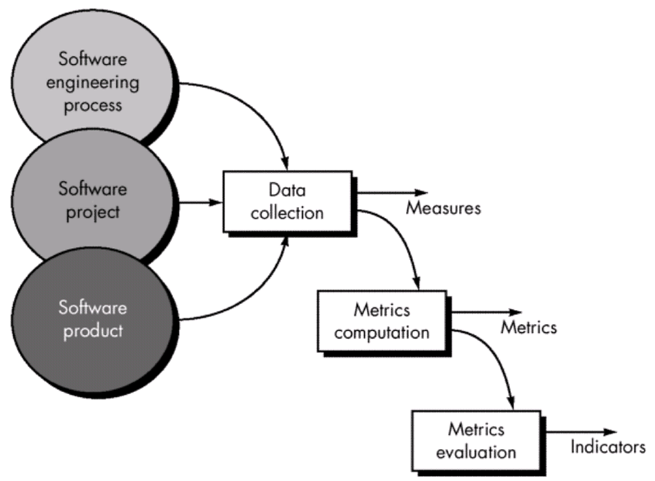 Software
engineering
process
Software
project
Software
product
Data
collection
Measures
Metrics
computation
Metrics
Metrics
evaluation
Indicators